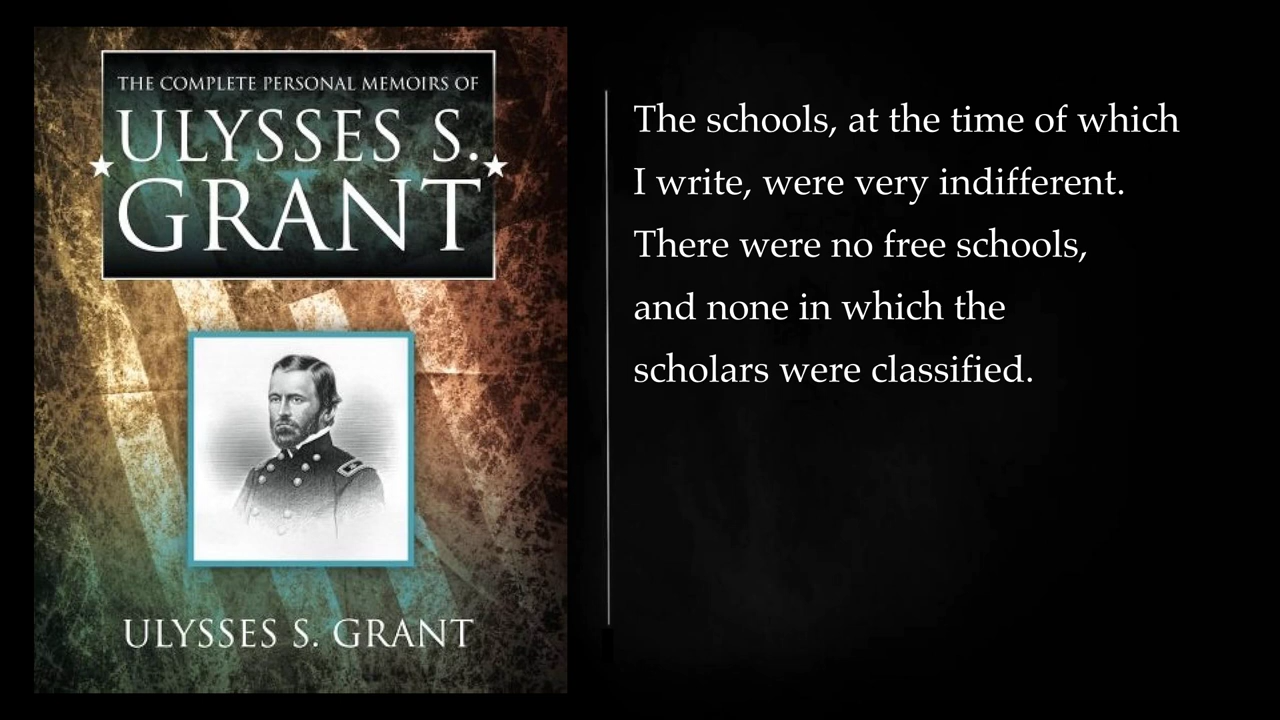 THE COMPLETE PERSONAL MEMOIRS OF
ULYSSES S.
GRANT
ULYSSES S. GRANT
The schools, at the time of which
I write, were very indifferent.
There were no free schools,
and none in which the
scholars were classified.